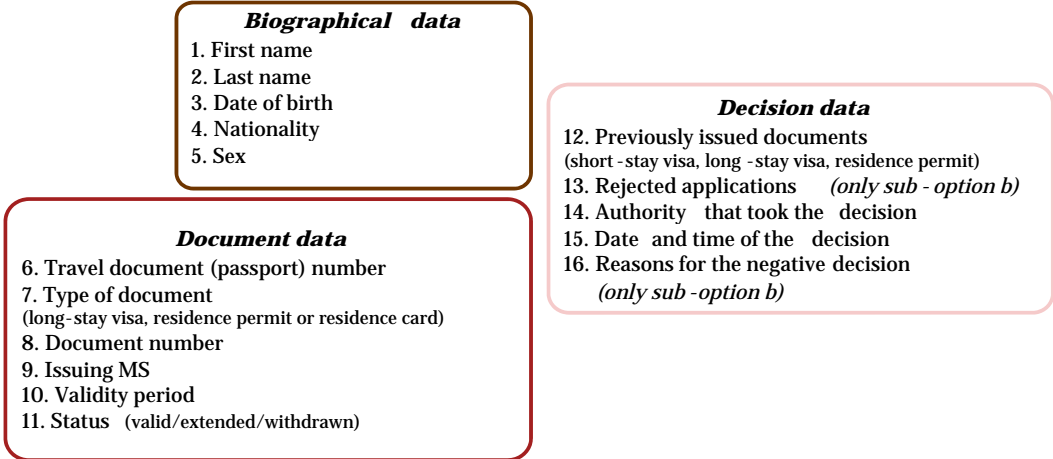 Biographical data
1. First name
2. Last name
3. Date of birth
4. Nationality
5. Sex
Document data
6. Travel document (passport) number
7. Type of document
(long-stay visa, residence permit or residence card)
8. Document number
9. Issuing MS
10. Validity period
11. Status (valid/extended/withdrawn)
Decision data
12. Previously issued documents
(short-stay visa, long-stay visa, residence permit)
13. Rejected applications (only sub-option b)
14. Authority that took the decision
15. Date and time of the decision
16. Reasons for the negative decision
(only sub-option b)